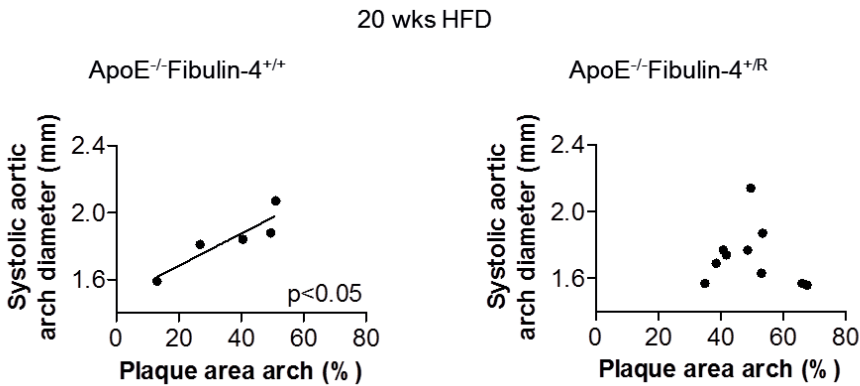 20 wks HFD
ApoE⁻/⁻Fibulin-4⁺/⁺
Systolic aortic
arch diameter (mm)
2.4
2.0
1.6
p<0.05
0 20 40 60 80
Plaque area arch (% )
ApoE⁻/⁻Fibulin-4⁺/ᴿ
Systolic aortic
arch diameter (mm)
2.4
2.0
1.6
0 20 40 60 80
Plaque area arch (% )